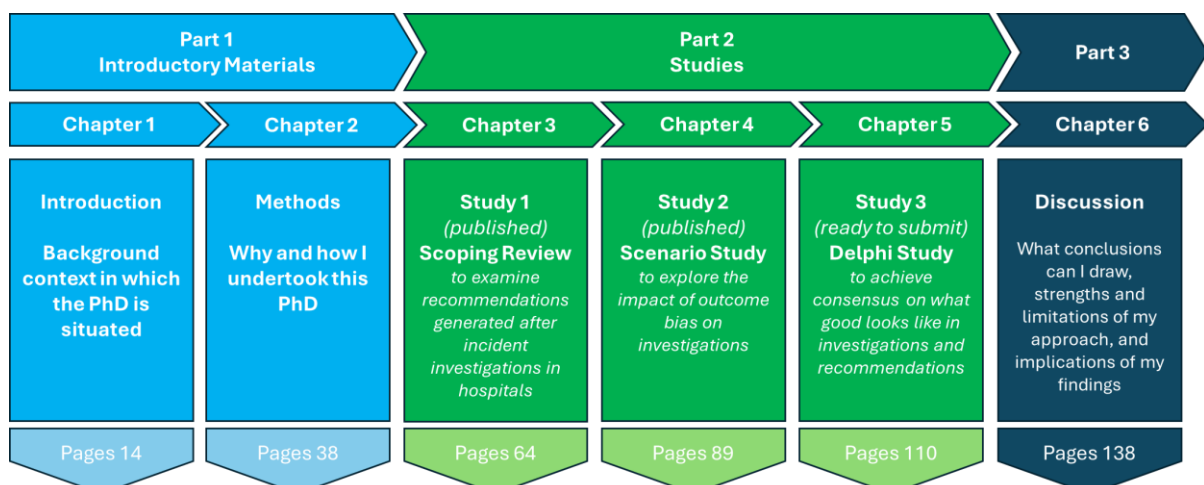 Part 1
Introductory Materials
Part 2
Studies
Part 3
Chapter 1
Chapter 2
Chapter 3
Chapter 4
Chapter 5
Chapter 6
Introduction
Background
context in which
the PhD is
situated
Methods
Why and how I
undertook this
PhD
Study 1
(published)
Scoping Review
to examine
recommendations
generated after
incident
investigations in
hospitals
Study 2
(published)
Scenario Study
to explore the
impact of outcome
bias on
investigations
Study 3
(ready to submit)
Delphi Study
to achieve
consensus on what
good looks like in
investigations and
recommendations
Discussion
What conclusions
can I draw,
strengths and
limitations of my
approach, and
implications of my
findings
Pages 14
Pages 38
Pages 64
Pages 89
Pages 110
Pages 138